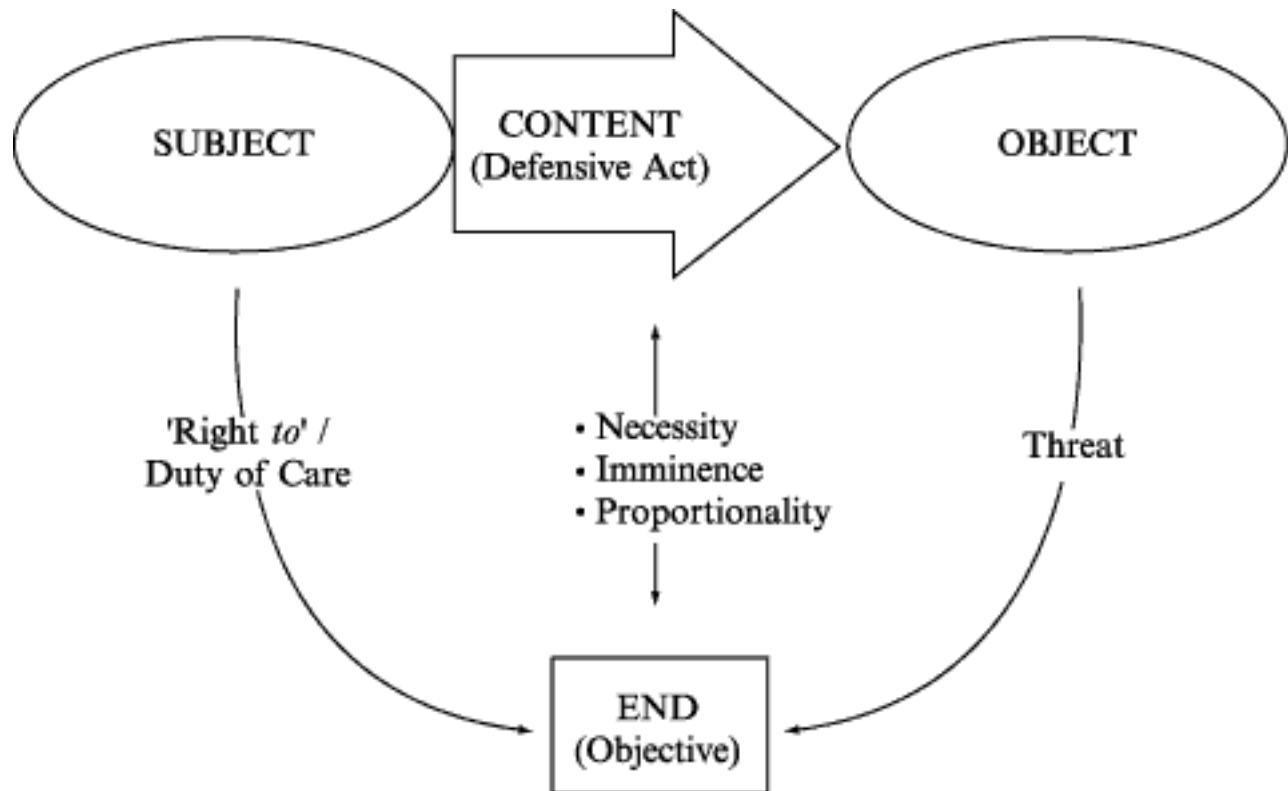 SUBJECT
CONTENT
(Defensive Act)
OBJECT
'Right to' /
Duty of Care
• Necessity
• Imminence
• Proportionality
Threat
END
(Objective)